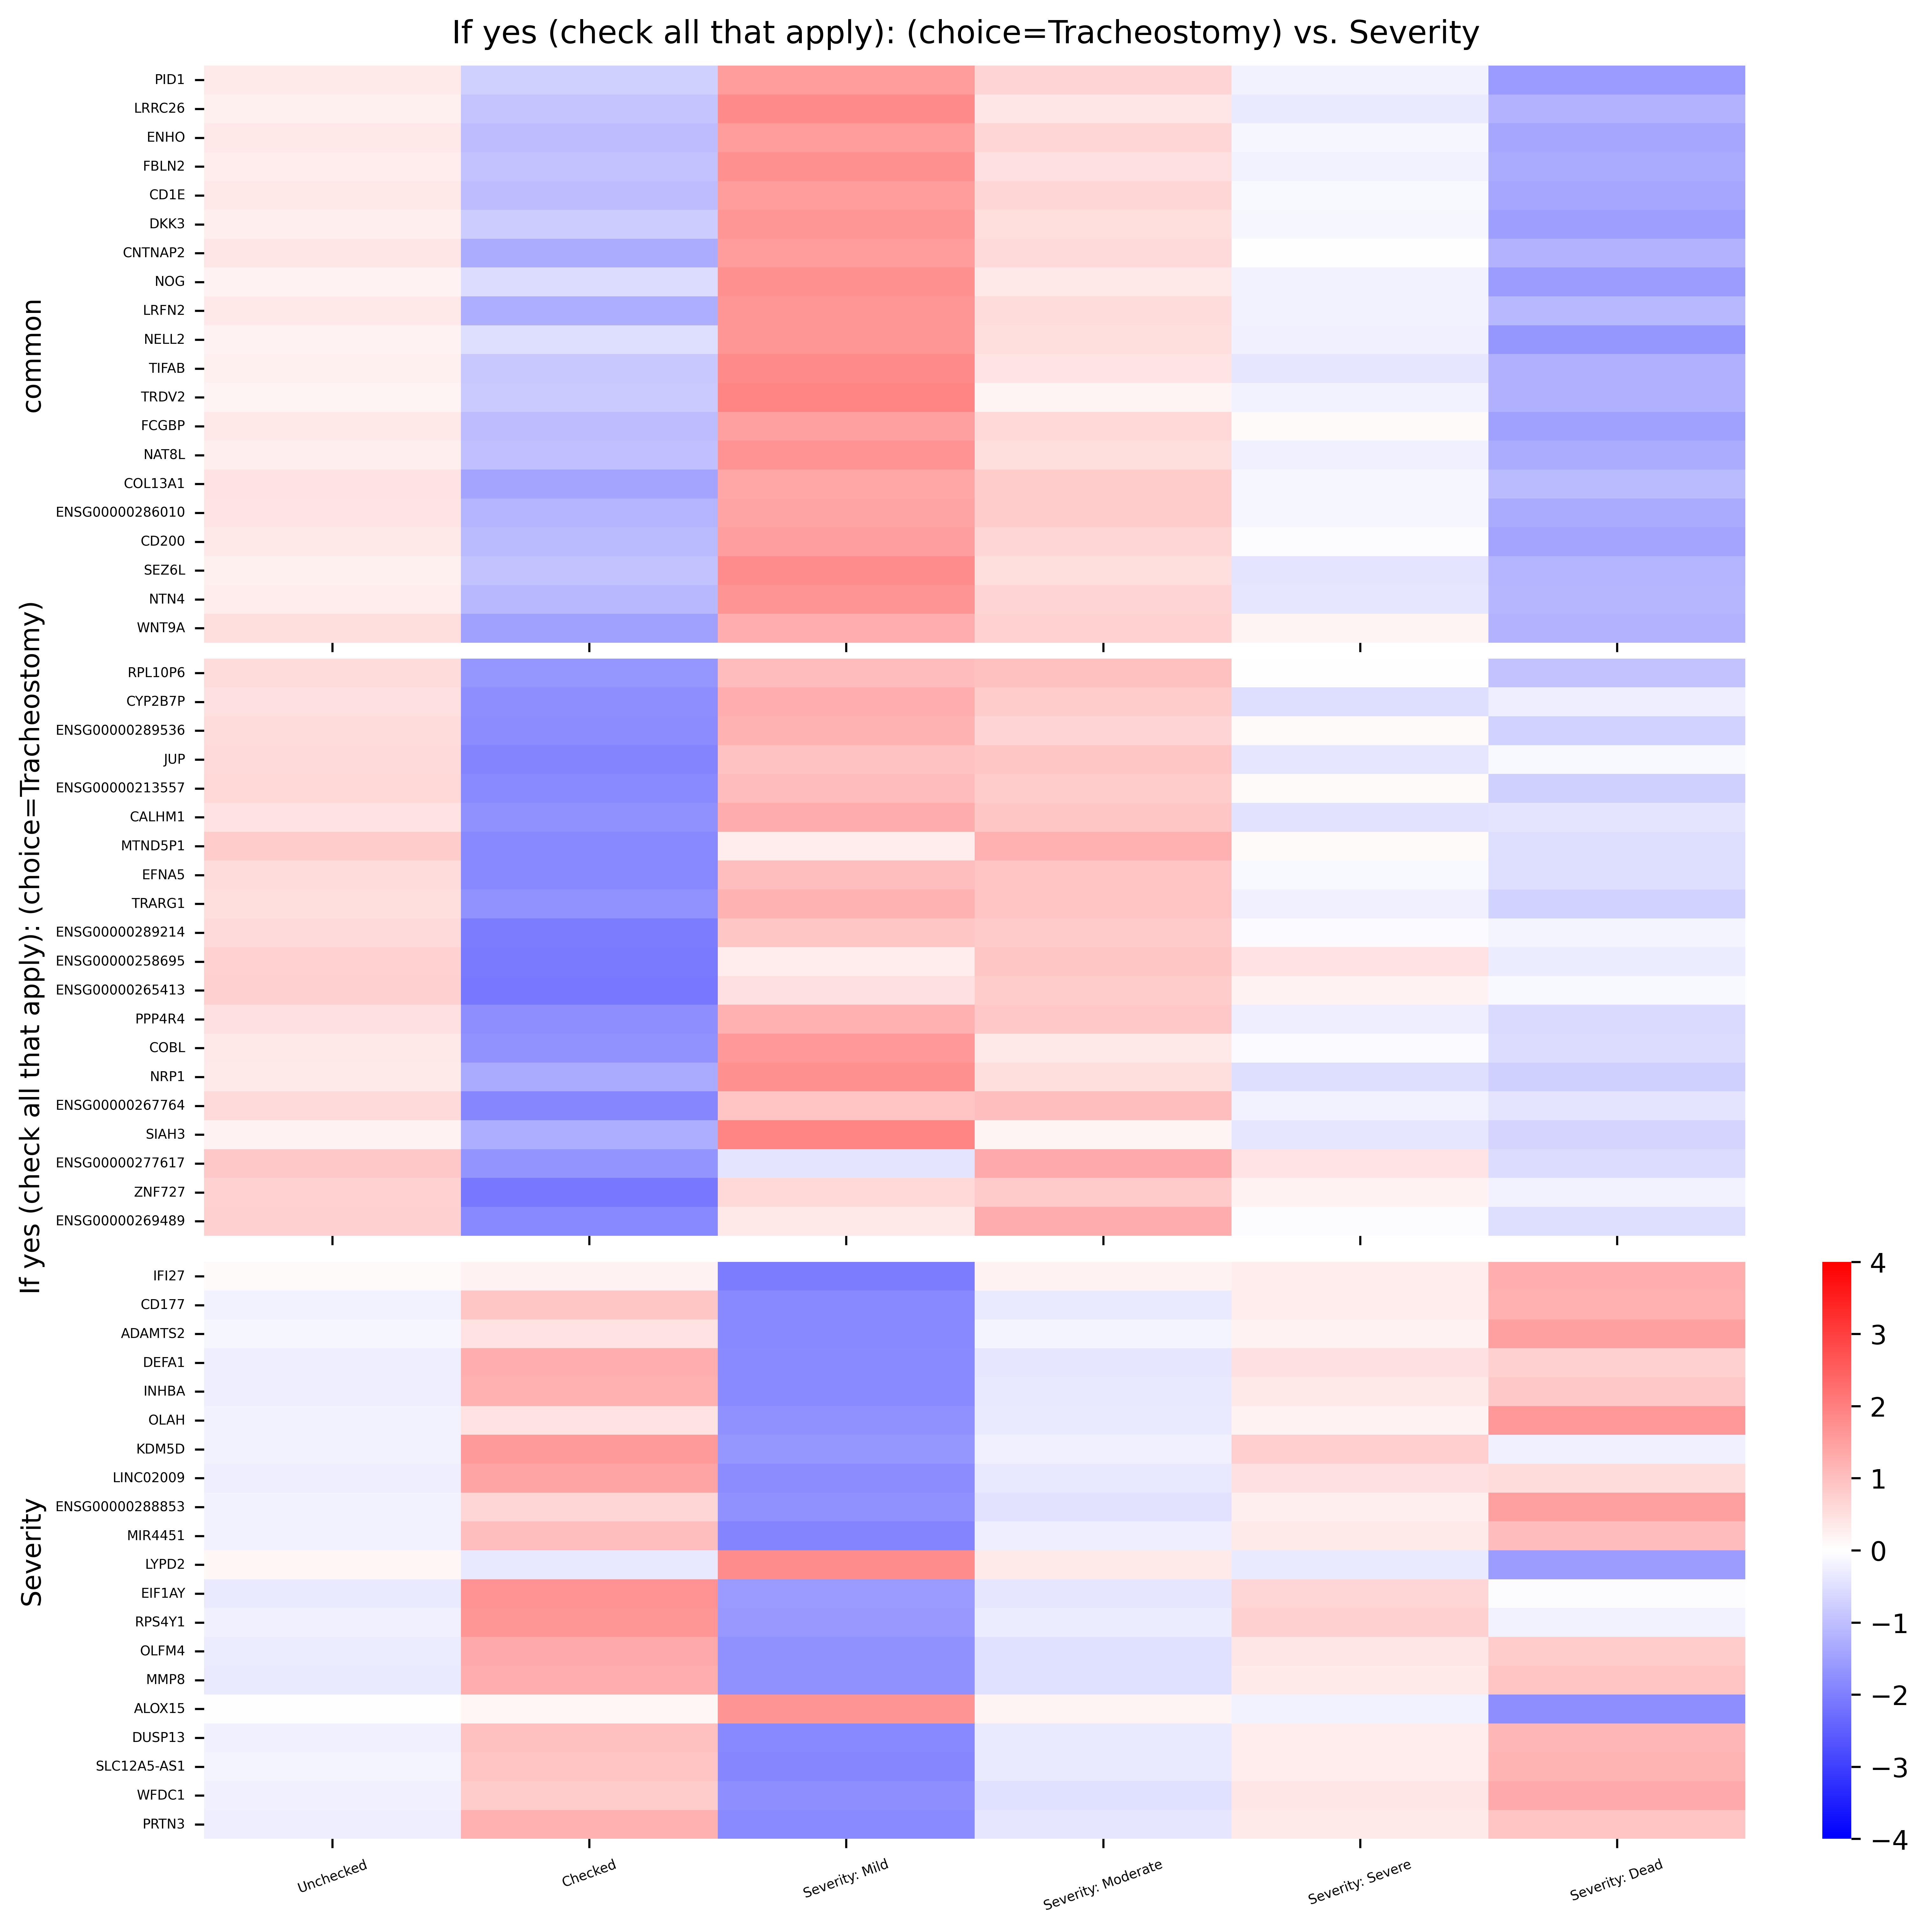 If yes (check all that apply): (choice=Tracheostomy) vs. Severity
common
PID1
LRRC26
ENHO
FBLN2
CD1E
DKK3
CNTNAP2
NOG
LRFN2
NELL2
TIFAB
TRDV2
FCGBP
NAT8L
COL13A1
ENSG00000286010
CD200
SEZ6L
NTN4
WNT9A
If yes (check all that apply): (choice=Tracheostomy)
RPL10P6
CYP2B7P
ENSG00000289536
JUP
ENSG00000213557
CALHM1
MTND5P1
EFNA5
TRARG1
ENSG00000289214
ENSG00000258695
ENSG00000265413
PPP4R4
COBL
NRP1
ENSG00000267764
SIAH3
ENSG00000277617
ZNF727
ENSG00000269489
Severity
IFI27
CD177
ADAMTS2
DEFA1
INHBA
OLAH
KDM5D
LINC02009
ENSG00000288853
MIR4451
LYPD2
EIF1AY
RPS4Y1
OLFM4
MMP8
ALOX15
DUSP13
SLC12A5-AS1
WFDC1
PRTN3
Unchecked
Checked
Severity: Mild
Severity: Moderate
Severity: Severe
Severity: Dead
4
3
2
1
0
−1
−2
−3
−4